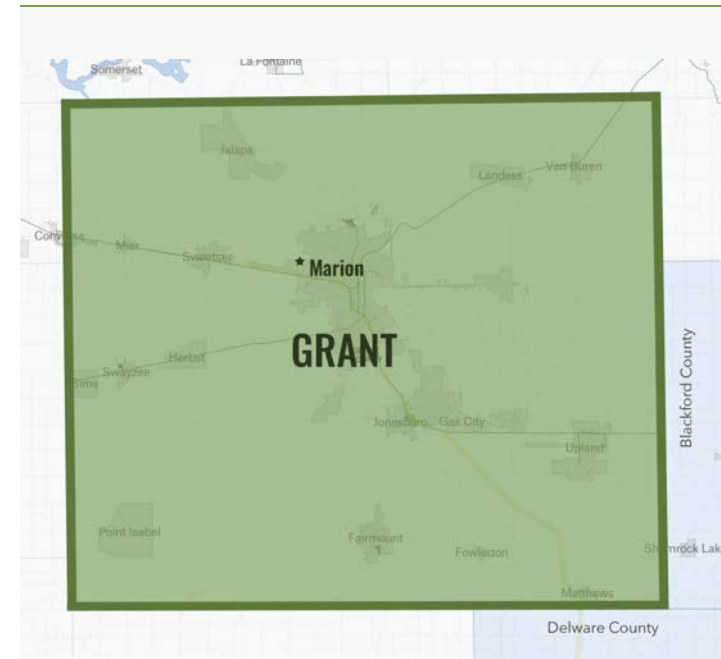 Somerset
La Fontaine
Jalapa
Landess
Van Buren
Mier
Sweetser
Marion
GRANT
Herbst
Swayzee
Sims
Jonesboro
Gas City
Upland
Blackford County
Point Isabel
Fairmount
Fowlerton
Matthews
Delware County